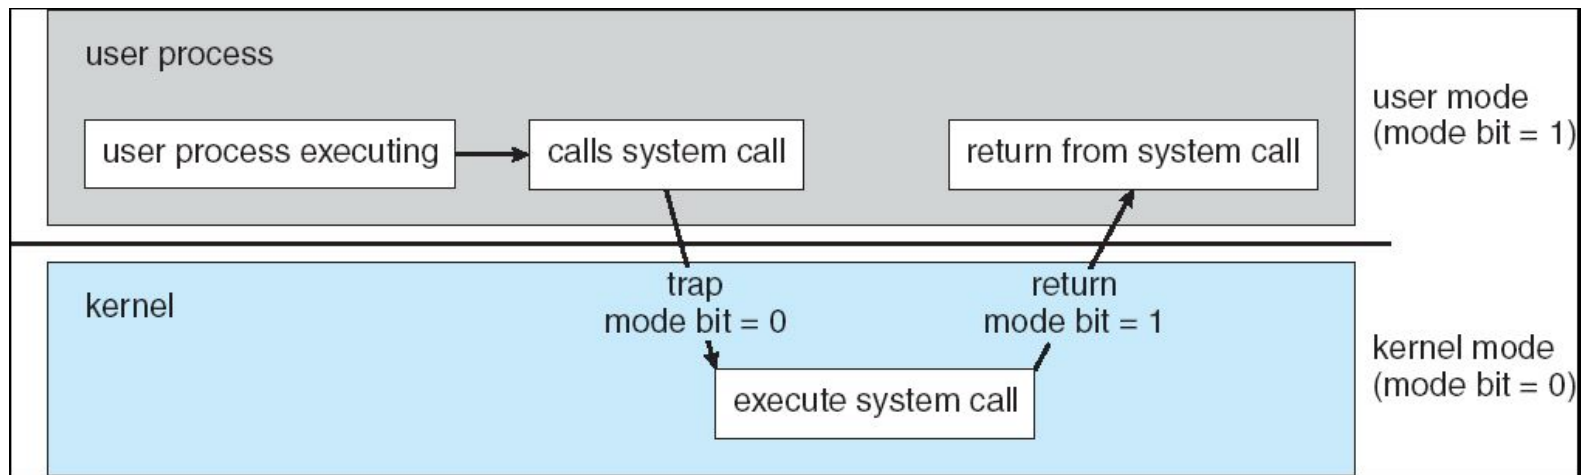 user process
user process executing
calls system call
return from system call
user mode
(mode bit = 1)
kernel
trap
mode bit = 0
return
mode bit = 1
execute system call
kernel mode
(mode bit = 0)